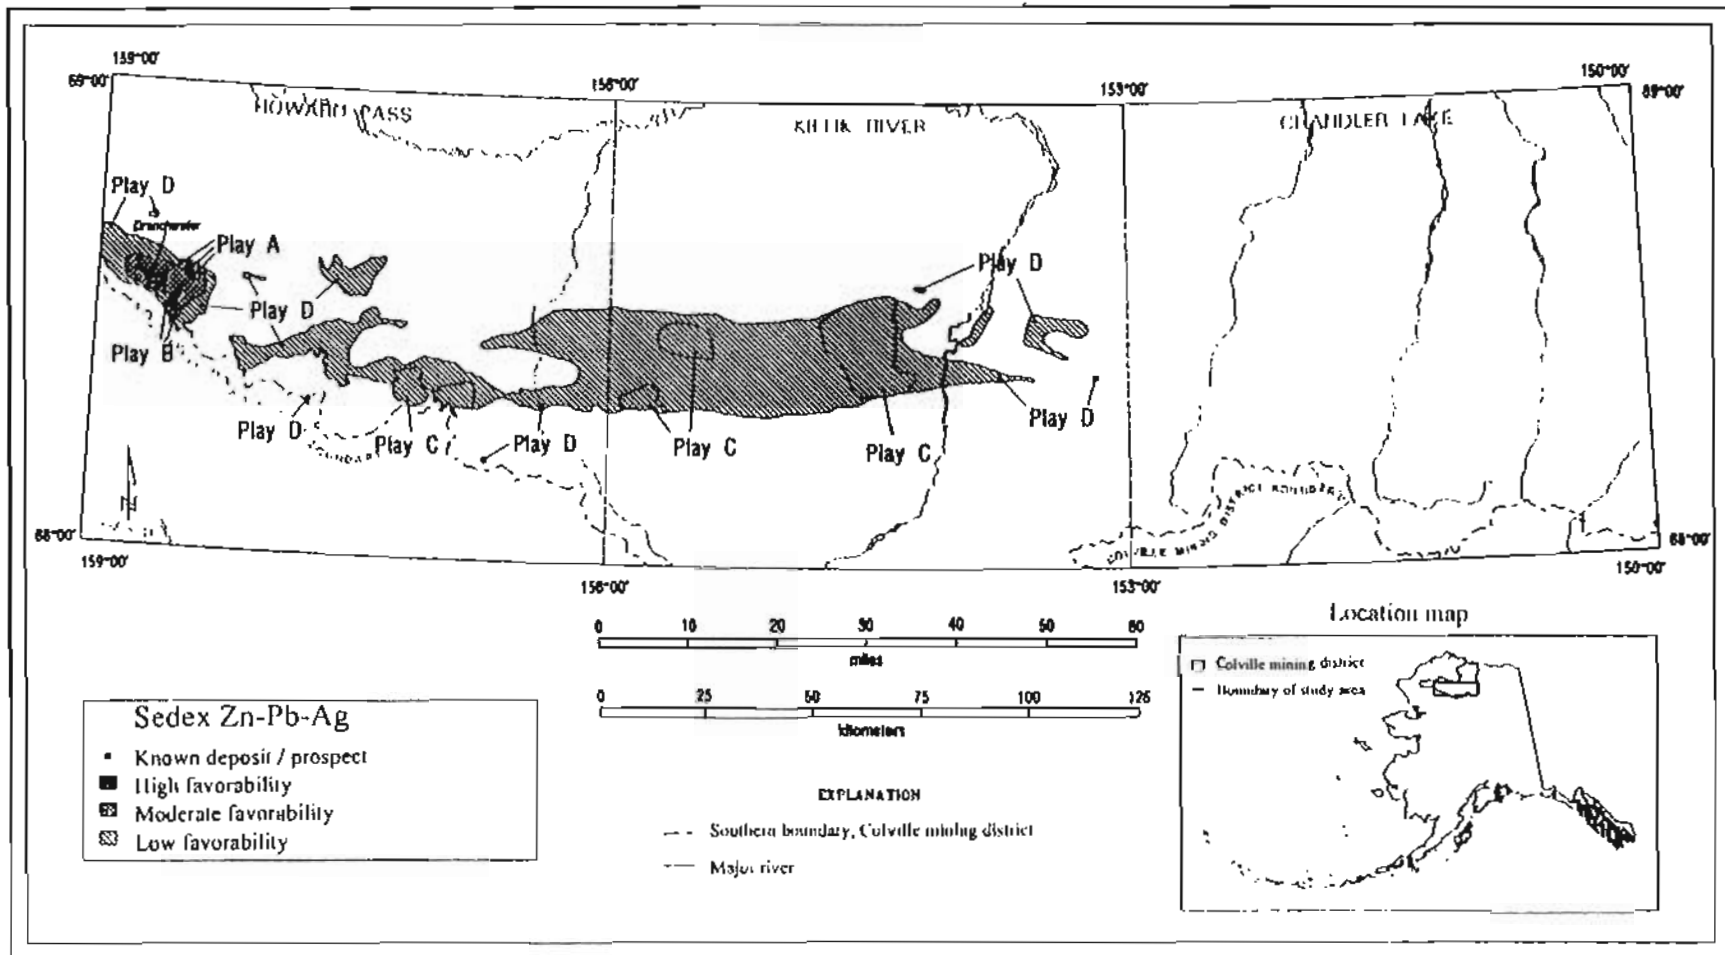 159°00'
69°00'
156°00'
153°00'
150°00'
69°00'
HOWARD PASS
KILLIK RIVER
CHANDLER LAKE
Play D
Drenchwater
Play A
Play D
Play D
Play B
Play D
Play D
Play C
Play D
Play C
Play C
COLVILLE MINING DISTRICT BOUNDARY
N
68°00'
159°00'
156°00'
153°00'
68°00'
150°00'
0 10 20 30 40 50 60
miles
0 25 50 75 100 125
kilometers
Location map
Colville mining district
Boundary of study area
Sedex Zn-Pb-Ag
Known deposit / prospect
High favorability
Moderate favorability
Low favorability
EXPLANATION
Southern boundary, Colville mining district
Major river